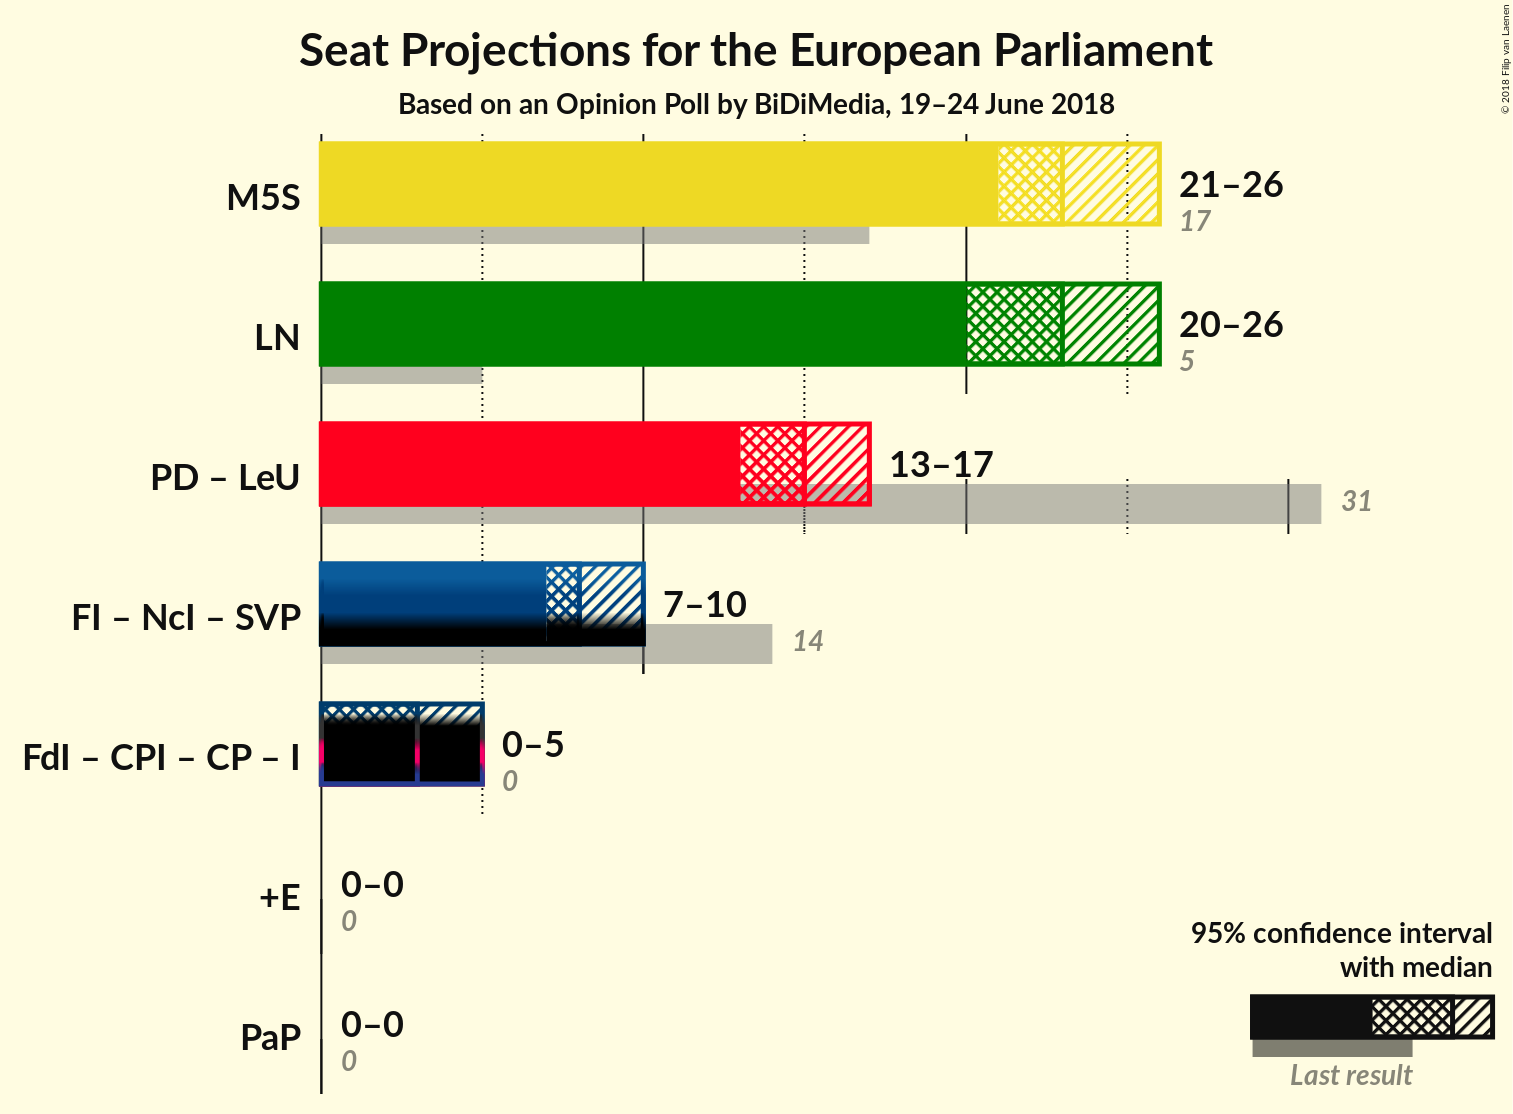 Seat Projections for the European Parliament
Based on an Opinion Poll by BiDiMedia, 19–24 June 2018
© 2018 Filip van Laenen
M5S
21–26
17
LN
20–26
5
PD – LeU
13–17
31
FI – NcI – SVP
7–10
14
FdI – CPI – CP – I
0–5
0
+E
0–0
0
PaP
0–0
0
95% confidence interval
with median
Last result